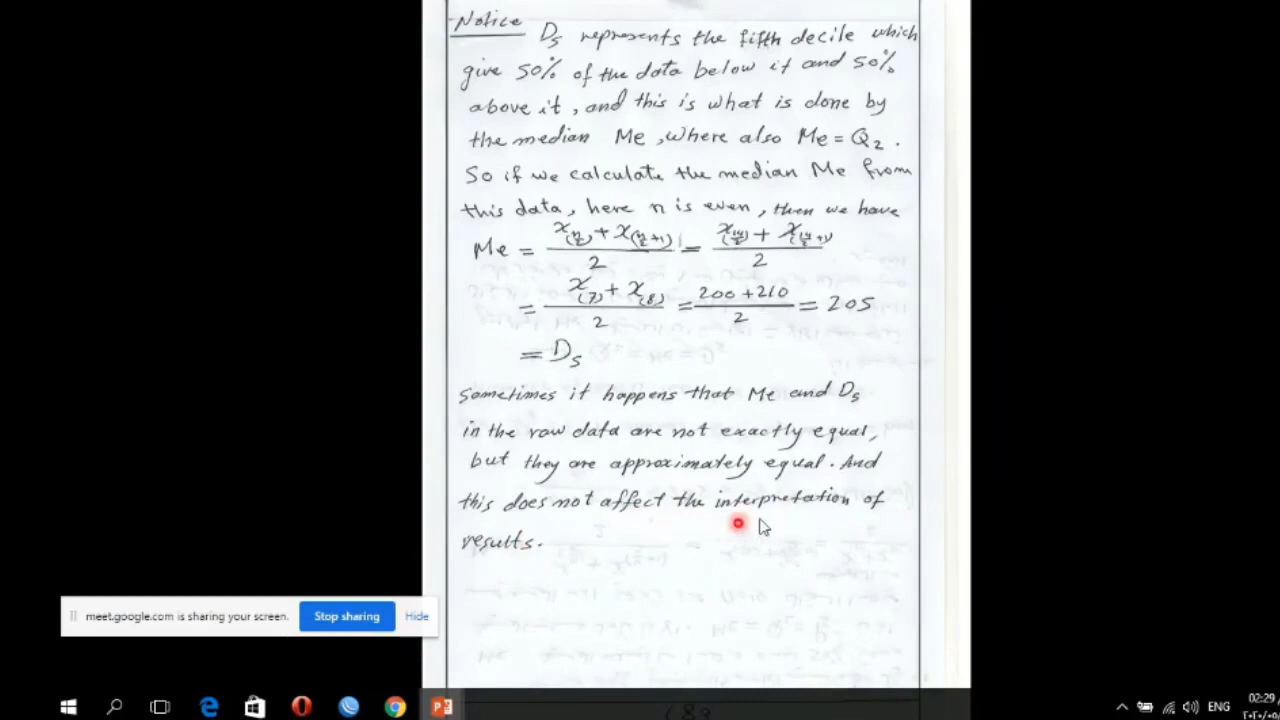 Notice
D5 represents the fifth decile which
give 50% of the data below it and 50%
above it, and this is what is done by
the median Me, where also Me = Q2.
So if we calculate the median Me from
this data, here n is even, then we have
Me = (x(n/2) + x(n/2+1)) / 2 = (x(14/2) + x(14/2+1)) / 2
= (x(7) + x(8)) / 2 = (200 + 210) / 2 = 205
= D5
Sometimes it happens that Me and D5
in the raw data are not exactly equal,
but they are approximately equal. And
this does not affect the interpretation of
results.
meet.google.com is sharing your screen.
Stop sharing
Hide
ENG
02:29